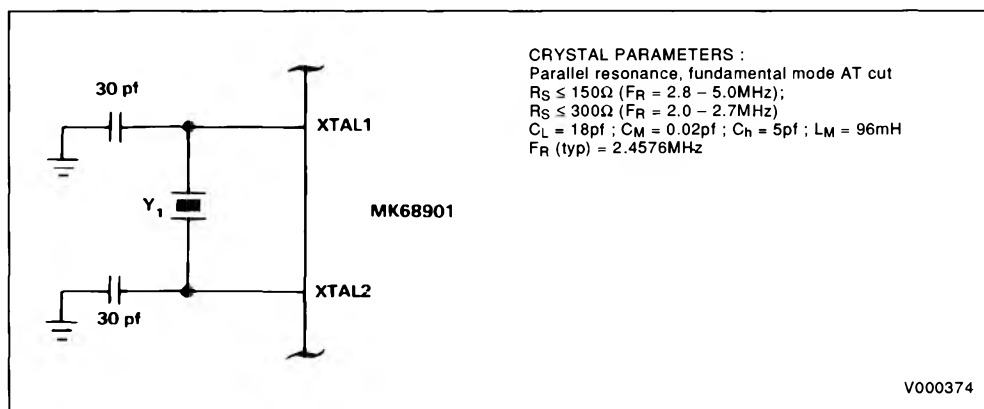 30 pf
XTAL1
Y1
MK68901
XTAL2
30 pf
CRYSTAL PARAMETERS :
Parallel resonance, fundamental mode AT cut
RS ≤ 150Ω (FR = 2.8 – 5.0MHz);
RS ≤ 300Ω (FR = 2.0 – 2.7MHz)
CL = 18pf ; CM = 0.02pf ; Ch = 5pf ; LM = 96mH
FR (typ) = 2.4576MHz
V000374